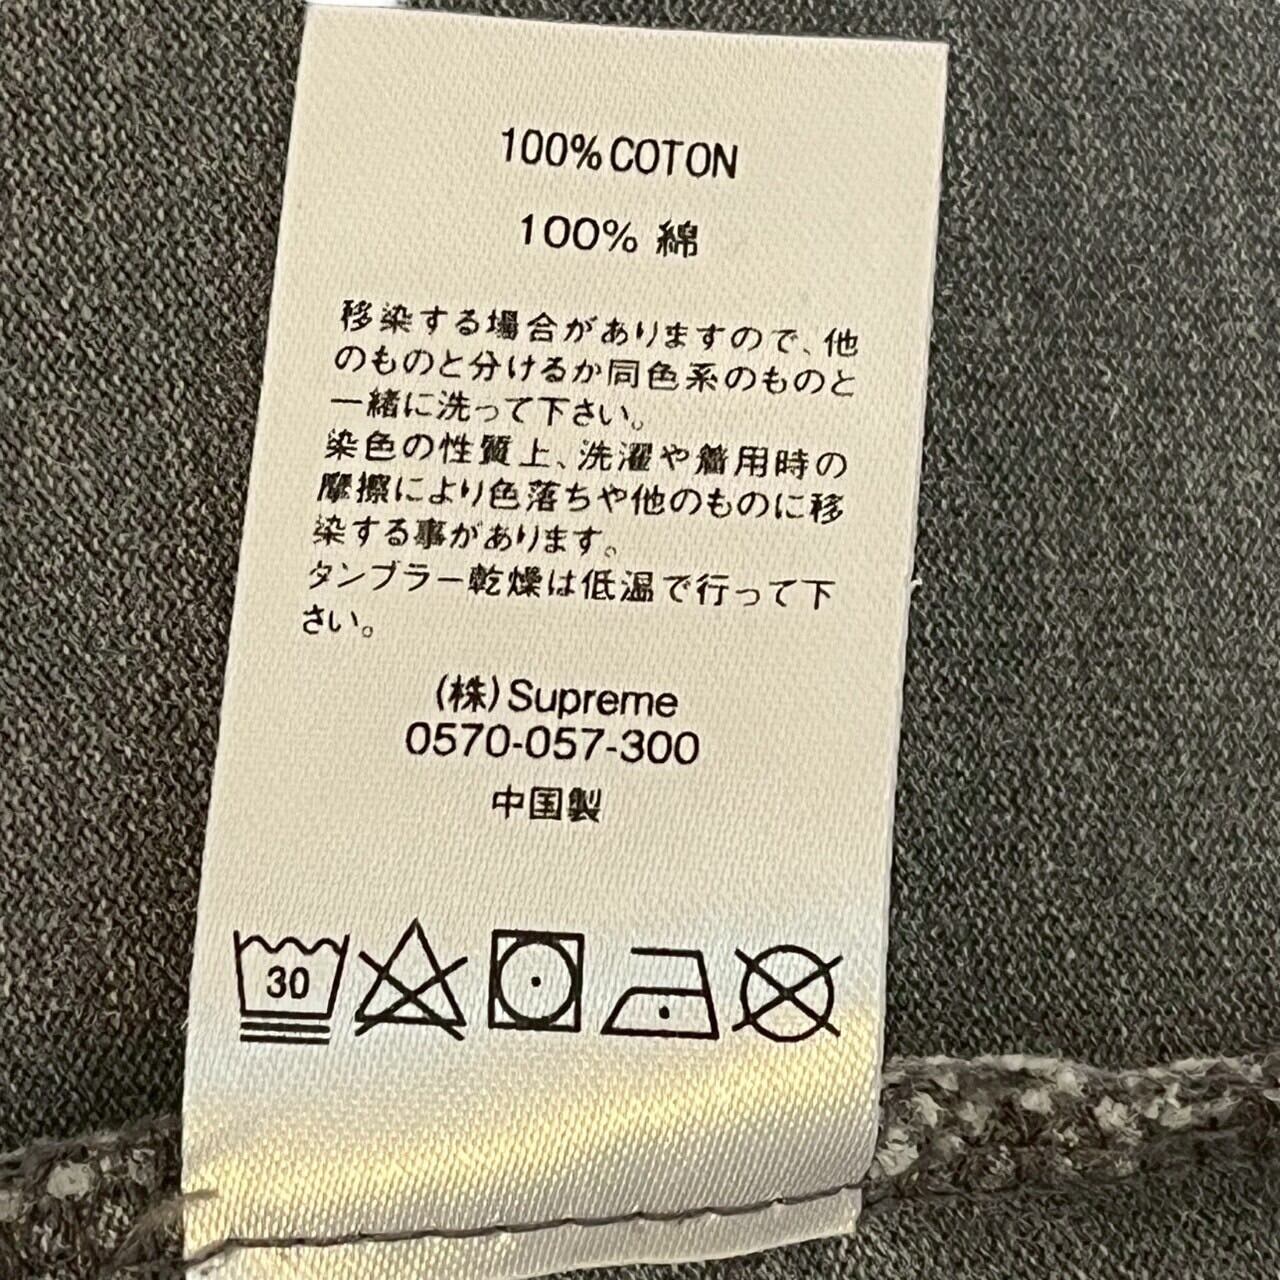 100% COTON
100% 綿
移染する場合がありますので、他
のものと分けるか同色系のものと
一緒に洗って下さい。
染色の性質上、洗濯や着用時の
摩擦により色落ちや他のものに移
染する事があります。
タンブラー乾燥は低温で行って下
さい。
(株)Supreme
0570-057-300
中国製
30